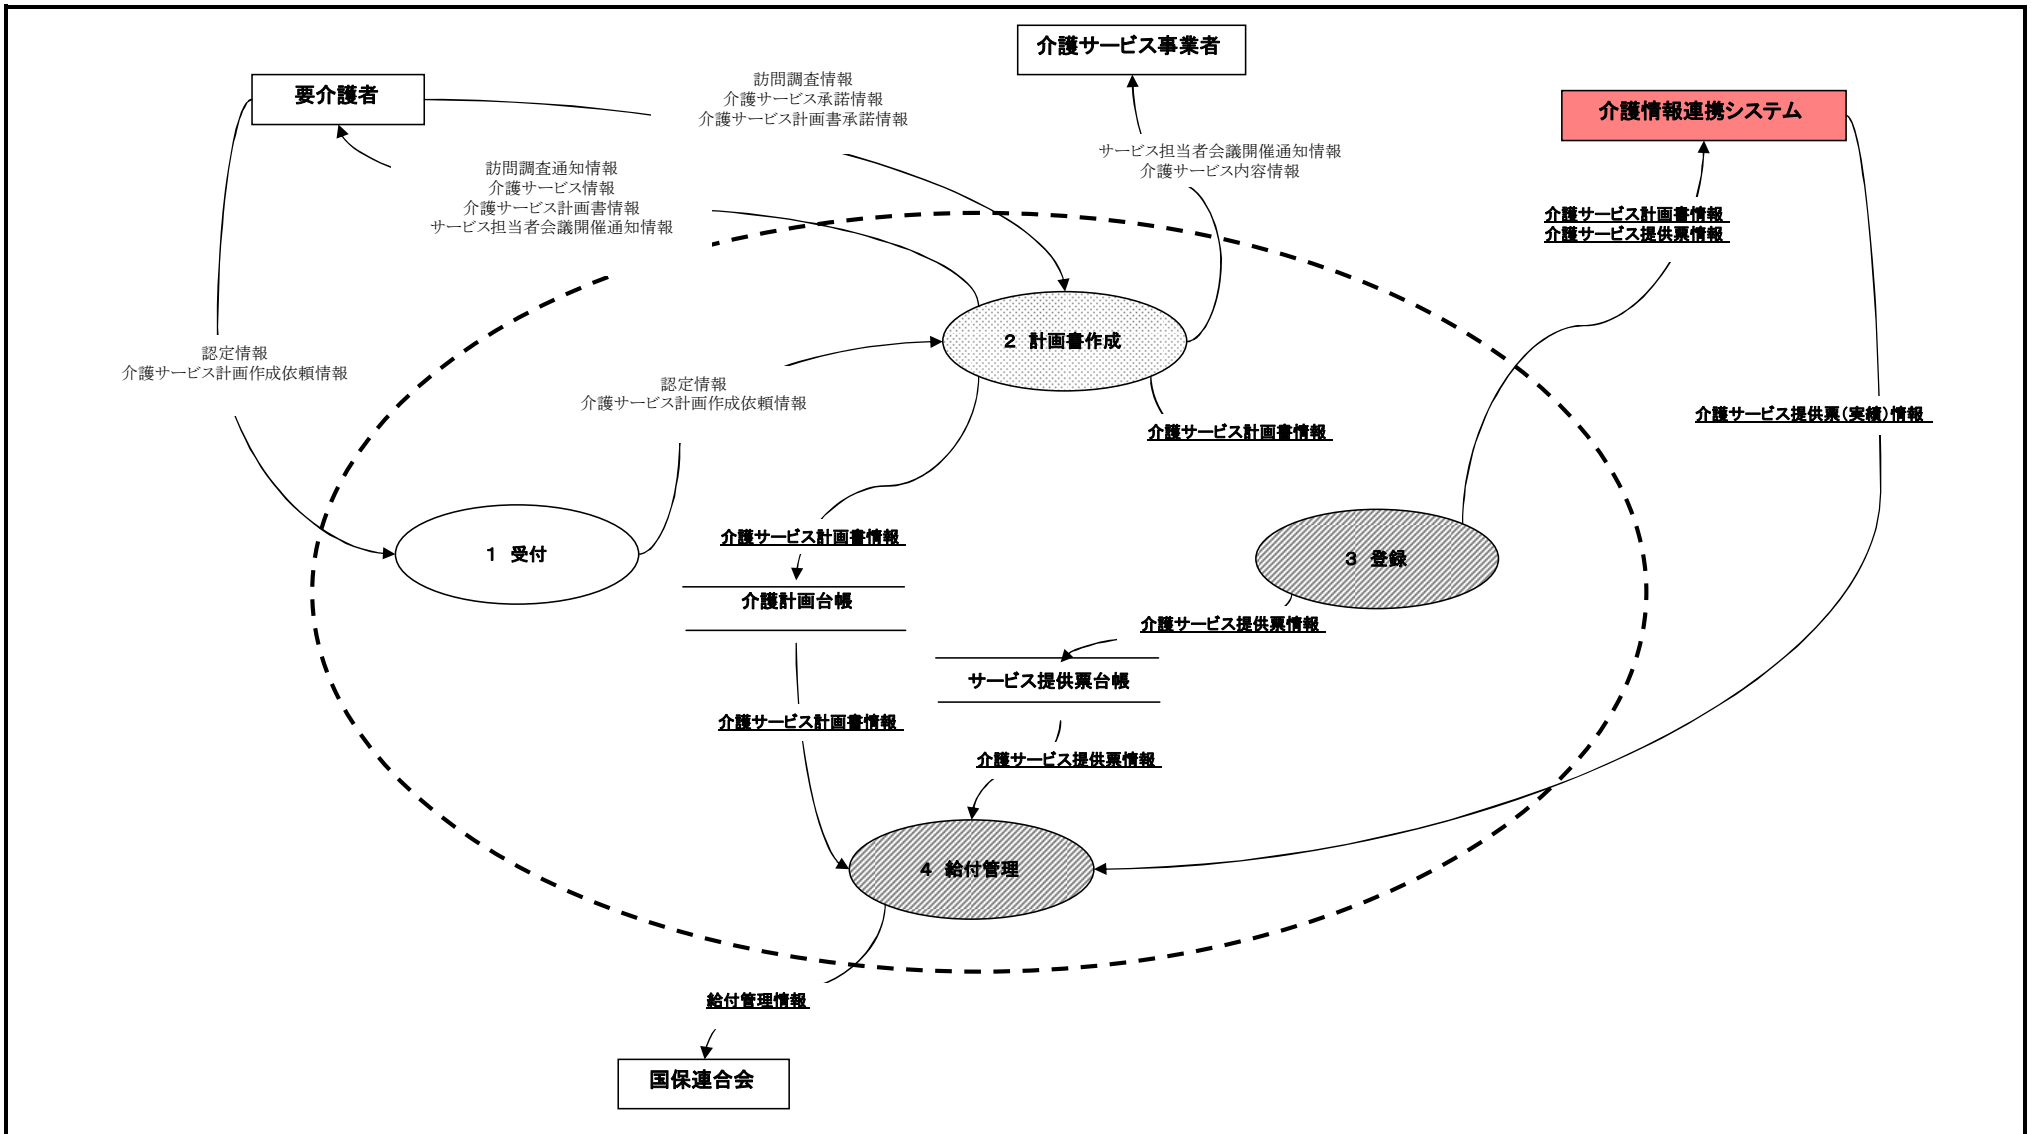 介護サービス事業者
要介護者
訪問調査情報
介護サービス承諾情報
介護サービス計画書承諾情報
介護情報連携システム
サービス担当者会議開催通知情報
介護サービス内容情報
訪問調査通知情報
介護サービス情報
介護サービス計画書情報
サービス担当者会議開催通知情報
介護サービス計画書情報
介護サービス提供票情報
認定情報
介護サービス計画作成依頼情報
2 計画書作成
認定情報
介護サービス計画作成依頼情報
介護サービス計画書情報
介護サービス提供票(実績)情報
介護サービス計画書情報
1 受付
3 登録
介護計画台帳
介護サービス提供票情報
サービス提供票台帳
介護サービス計画書情報
介護サービス提供票情報
4 給付管理
給付管理情報
国保連合会